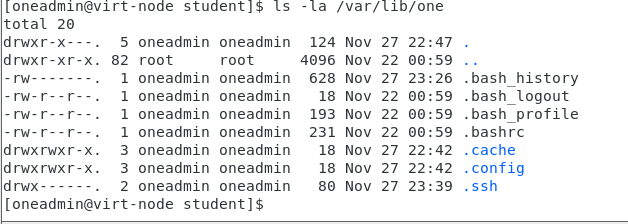 [oneadmin@virt-node student]$ ls -la /var/lib/one
total 20
drwxr-x---.  5 oneadmin oneadmin  124 Nov 27 22:47 .
drwxr-xr-x. 82 root     root     4096 Nov 22 00:59 ..
-rw-------.  1 oneadmin oneadmin  628 Nov 27 23:26 .bash_history
-rw-r--r--.  1 oneadmin oneadmin   18 Nov 22 00:59 .bash_logout
-rw-r--r--.  1 oneadmin oneadmin  193 Nov 22 00:59 .bash_profile
-rw-r--r--.  1 oneadmin oneadmin  231 Nov 22 00:59 .bashrc
drwxrwxr-x.  3 oneadmin oneadmin   18 Nov 27 22:42 .cache
drwxrwxr-x.  3 oneadmin oneadmin   18 Nov 27 22:42 .config
drwx------.  2 oneadmin oneadmin   80 Nov 27 23:39 .ssh
[oneadmin@virt-node student]$